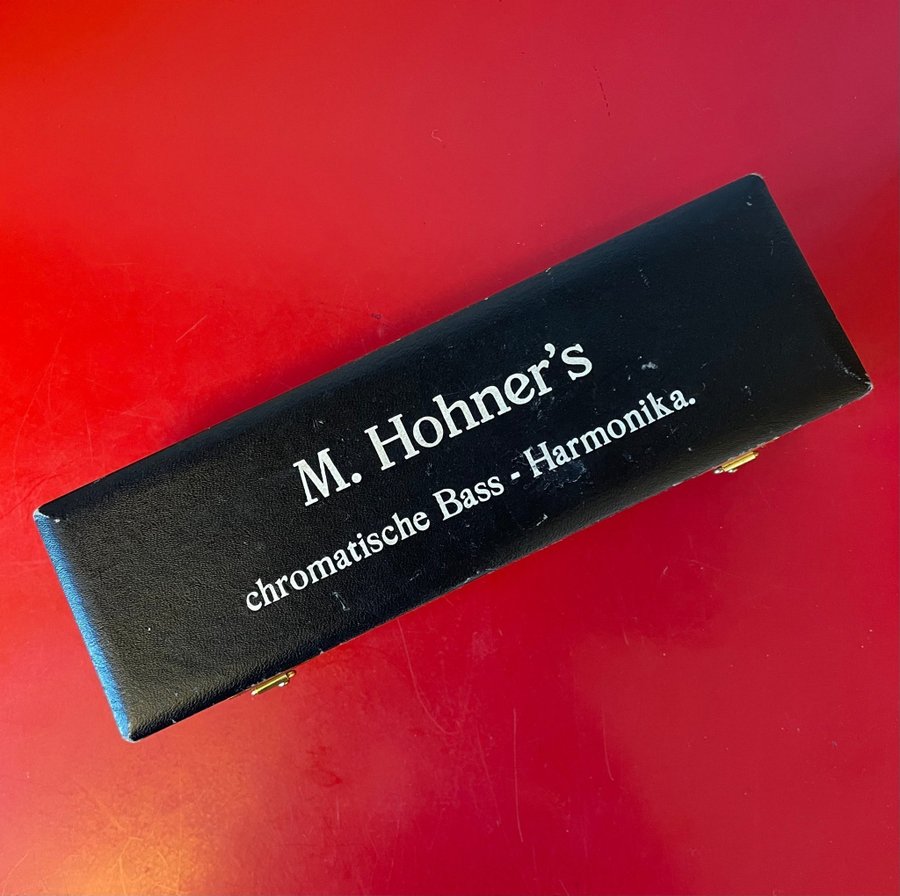 M. Hohner's
chromatische Bass - Harmonika.